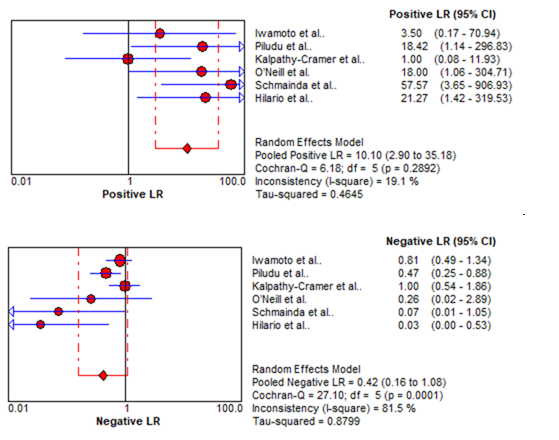 Positive LR (95% CI)
Iwamoto et al.. 3.50 (0.17 - 70.94)
Piludu et al.. 18.42 (1.14 - 296.83)
Kalpathy-Cramer et al.. 1.00 (0.08 - 11.93)
O'Neill et al.. 18.00 (1.06 - 304.71)
Schmainda et al.. 57.57 (3.65 - 906.93)
Hilario et al.. 21.27 (1.42 - 319.53)
Random Effects Model
Pooled Positive LR = 10.10 (2.90 to 35.18)
Cochran-Q = 6.18; df = 5 (p = 0.2892)
Inconsistency (I-square) = 19.1 %
Tau-squared = 0.4645
0.01 1 100.0
Positive LR
Negative LR (95% CI)
Iwamoto et al.. 0.81 (0.49 - 1.34)
Piludu et al.. 0.47 (0.25 - 0.88)
Kalpathy-Cramer et al.. 1.00 (0.54 - 1.86)
O'Neill et al. 0.26 (0.02 - 2.89)
Schmainda et al.. 0.07 (0.01 - 1.05)
Hilario et al.. 0.03 (0.00 - 0.53)
Random Effects Model
Pooled Negative LR = 0.42 (0.16 to 1.08)
Cochran-Q = 27.10; df = 5 (p = 0.0001)
Inconsistency (I-square) = 81.5 %
Tau-squared = 0.8799
0.01 1 100.0
Negative LR